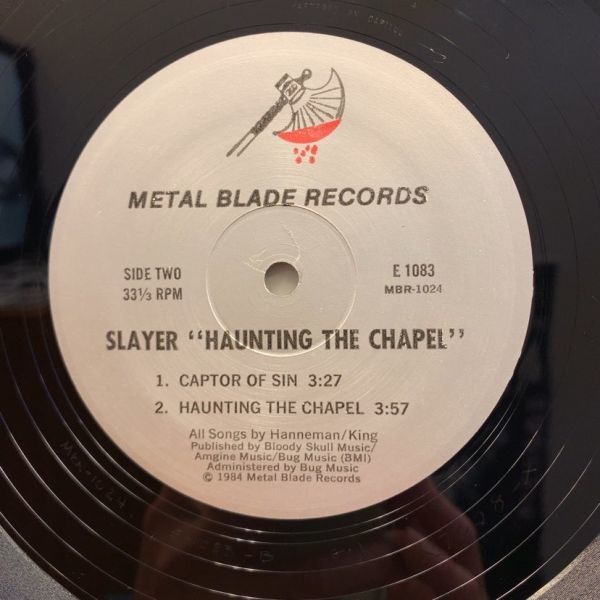 METAL BLADE RECORDS
SIDE TWO
33⅓ RPM
E 1083
MBR-1024
SLAYER "HAUNTING THE CHAPEL"
1. CAPTOR OF SIN 3:27
2. HAUNTING THE CHAPEL 3:57
All Songs by Hanneman/King
Published by Bloody Skull Music/
Amgine Music/Bug Music (BMI)
Administered by Bug Music
© 1984 Metal Blade Records